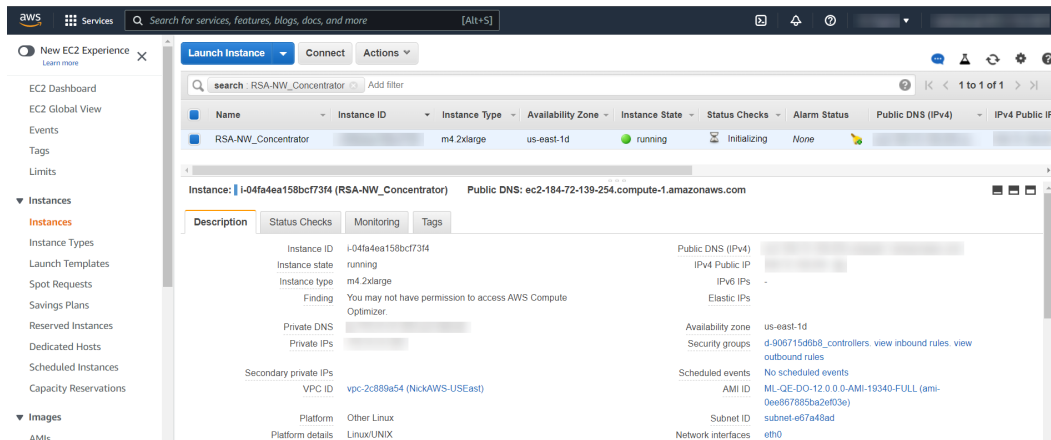 aws Services Search for services, features, blogs, docs, and more [Alt+S]
New EC2 Experience
Learn more
EC2 Dashboard
EC2 Global View
Events
Tags
Limits
Instances
Instances
Instance Types
Launch Templates
Spot Requests
Savings Plans
Reserved Instances
Dedicated Hosts
Scheduled Instances
Capacity Reservations
Images
AMIs
Launch Instance Connect Actions
search : RSA-NW_Concentrator Add filter 1 to 1 of 1
Name Instance ID Instance Type Availability Zone Instance State Status Checks Alarm Status Public DNS (IPv4) IPv4 Public IP
RSA-NW_Concentrator m4.2xlarge us-east-1d running Initializing None
Instance: i-04fa4ea158bcf73f4 (RSA-NW_Concentrator) Public DNS: ec2-184-72-139-254.compute-1.amazonaws.com
Description Status Checks Monitoring Tags
Instance ID i-04fa4ea158bcf73f4
Instance state running
Instance type m4.2xlarge
Finding You may not have permission to access AWS Compute
Optimizer.
Private DNS
Private IPs
Secondary private IPs
VPC ID vpc-2c889a54 (NickAWS-USEast)
Platform Other Linux
Platform details Linux/UNIX
Public DNS (IPv4)
IPv4 Public IP
IPv6 IPs -
Elastic IPs
Availability zone us-east-1d
Security groups d-906715d6b8_controllers. view inbound rules. view
outbound rules
Scheduled events No scheduled events
AMI ID ML-QE-DO-12.0.0.0-AMI-19340-FULL (ami-
0ee867885ba2ef03e)
Subnet ID subnet-e67a48ad
Network interfaces eth0